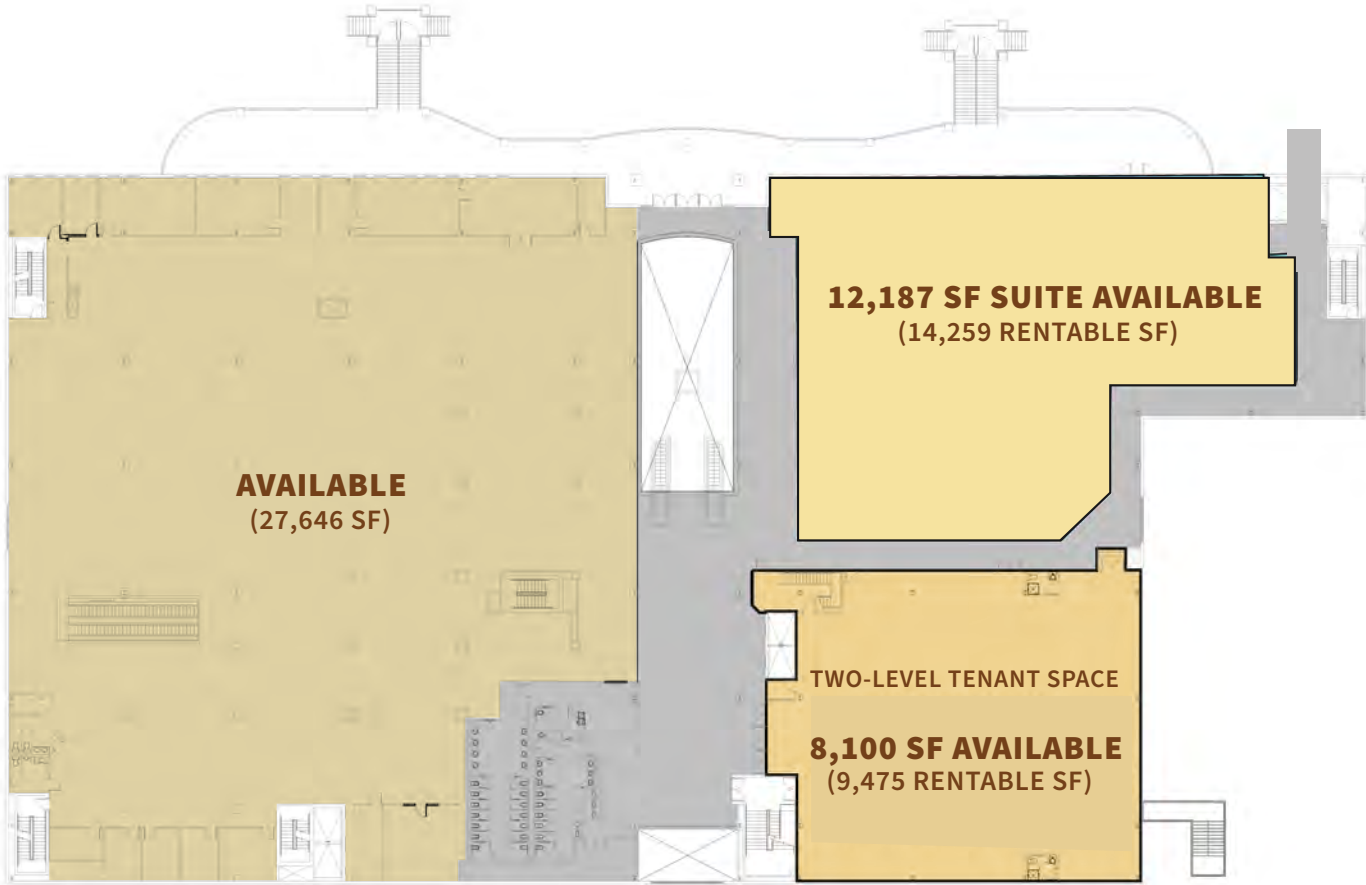 AVAILABLE
(27,646 SF)
12,187 SF SUITE AVAILABLE
(14,259 RENTABLE SF)
TWO-LEVEL TENANT SPACE
8,100 SF AVAILABLE
(9,475 RENTABLE SF)